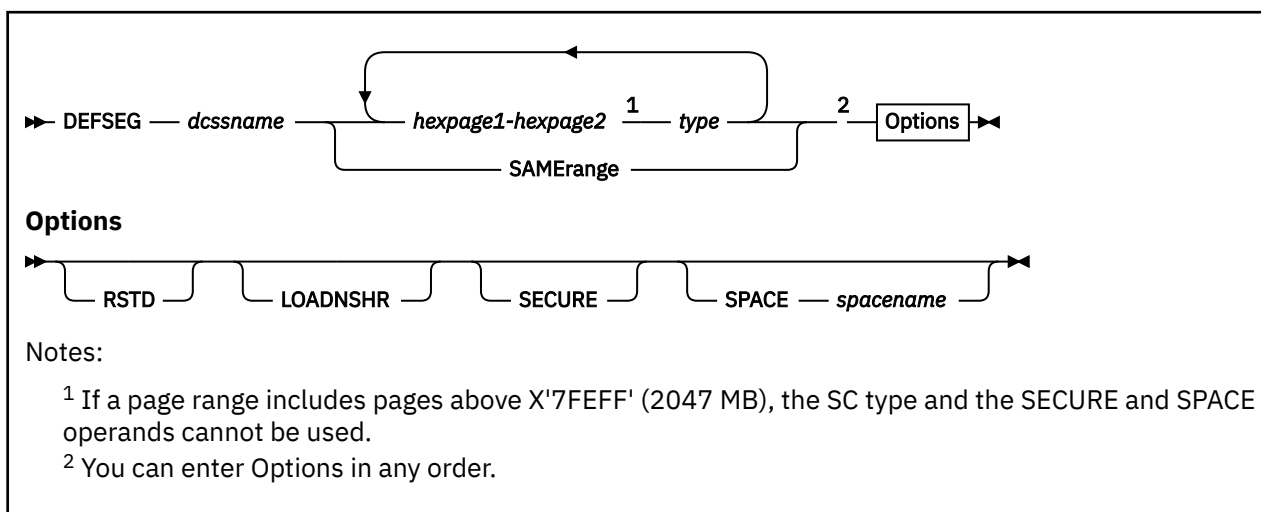 DEFSEG dcssname hexpage1-hexpage2 1 type 2 Options
SAMErange
Options
RSTD LOADNSHR SECURE SPACE spacename
Notes:
1 If a page range includes pages above X'7FEFF' (2047 MB), the SC type and the SECURE and SPACE
operands cannot be used.
2 You can enter Options in any order.